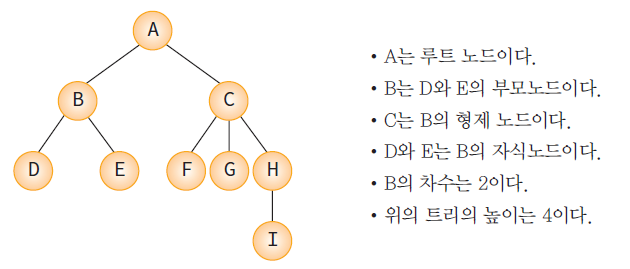 A
B
C
D
E
F
G
H
I
• A는 루트 노드이다.
• B는 D와 E의 부모노드이다.
• C는 B의 형제 노드이다.
• D와 E는 B의 자식노드이다.
• B의 차수는 2이다.
• 위의 트리의 높이는 4이다.